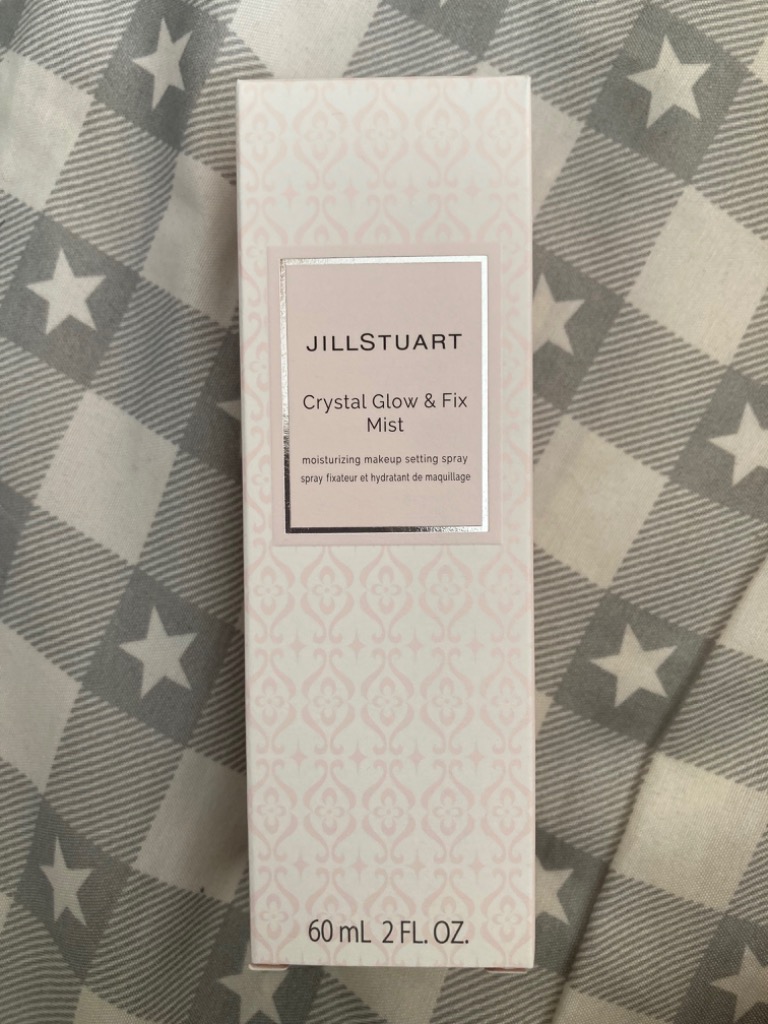 JILLSTUART
Crystal Glow & Fix
Mist
moisturizing makeup setting spray
spray fixateur et hydratant de maquillage
60 mL 2 FL. OZ.